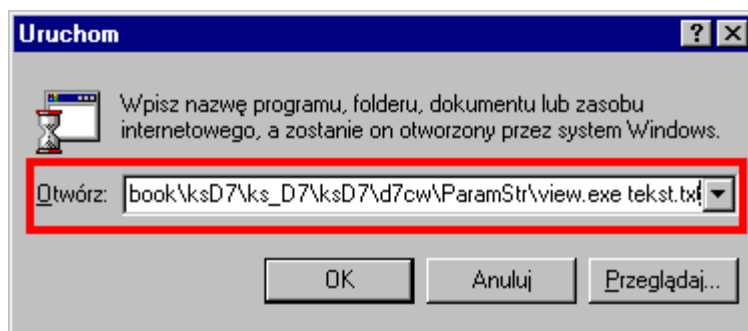 Uruchom
Wpisz nazwę programu, folderu, dokumentu lub zasobu
internetowego, a zostanie on otworzony przez system Windows.
Otwórz: book\ksD7\ks_D7\ksD7\d7cw\ParamStr\view.exe tekst.txt
OK Anuluj Przeglądaj...